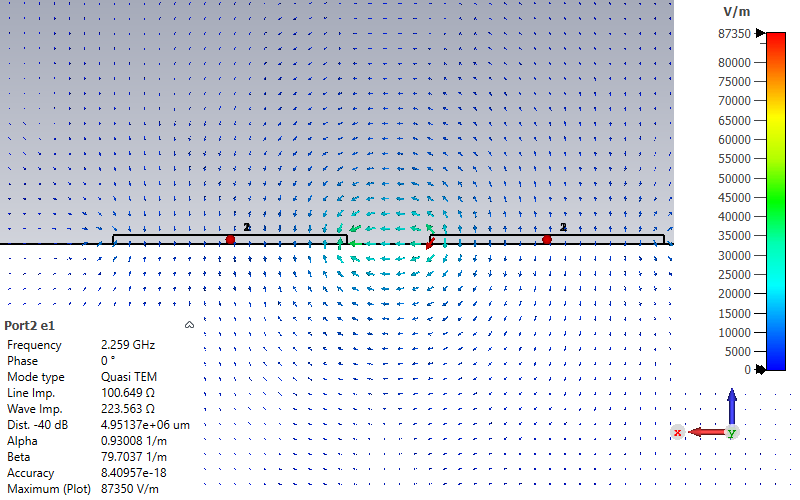 V/m
87350
80000
75000
70000
65000
60000
55000
50000
45000
40000
35000
30000
25000
20000
15000
10000
5000
0
2
2
Port2 e1
Frequency 2.259 GHz
Phase 0 °
Mode type Quasi TEM
Line Imp. 100.649 Ω
Wave Imp. 223.563 Ω
Dist. -40 dB 4.95137e+06 um
Alpha 0.93008 1/m
Beta 79.7037 1/m
Accuracy 8.40957e-18
Maximum (Plot) 87350 V/m
x
y